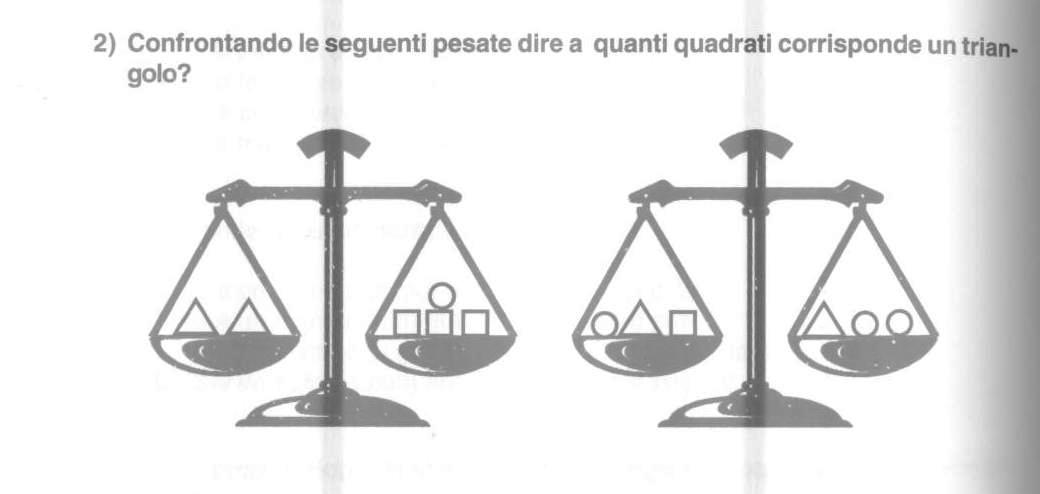 2) Confrontando le seguenti pesate dire a quanti quadrati corrisponde un trian-
golo?